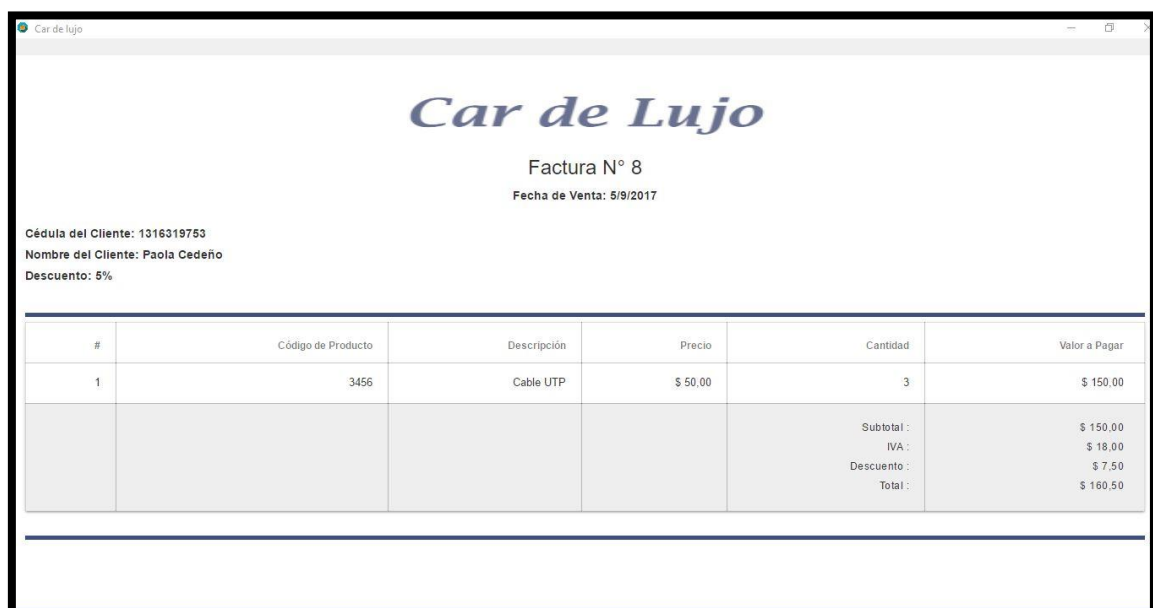 Car de lujo
Car de Lujo
Factura N° 8
Fecha de Venta: 5/9/2017
Cédula del Cliente: 1316319753
Nombre del Cliente: Paola Cedeño
Descuento: 5%
# Código de Producto Descripción Precio Cantidad Valor a Pagar
1 3456 Cable UTP $ 50,00 3 $ 150,00
Subtotal : $ 150,00
IVA : $ 18,00
Descuento : $ 7,50
Total : $ 160,50